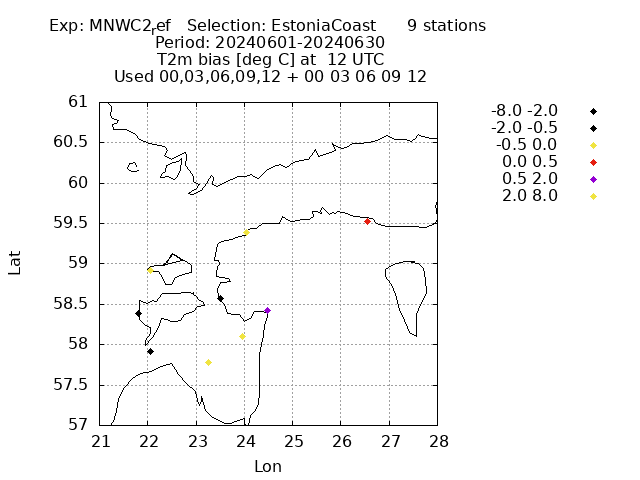 Exp: MNWC2ref Selection: EstoniaCoast 9 stations
Period: 20240601-20240630
T2m bias [deg C] at 12 UTC
Used 00,03,06,09,12 + 00 03 06 09 12
61
60.5
60
59.5
59
58.5
58
57.5
57
21 22 23 24 25 26 27 28
Lat
Lon
-8.0 -2.0
-2.0 -0.5
-0.5 0.0
0.0 0.5
0.5 2.0
2.0 8.0